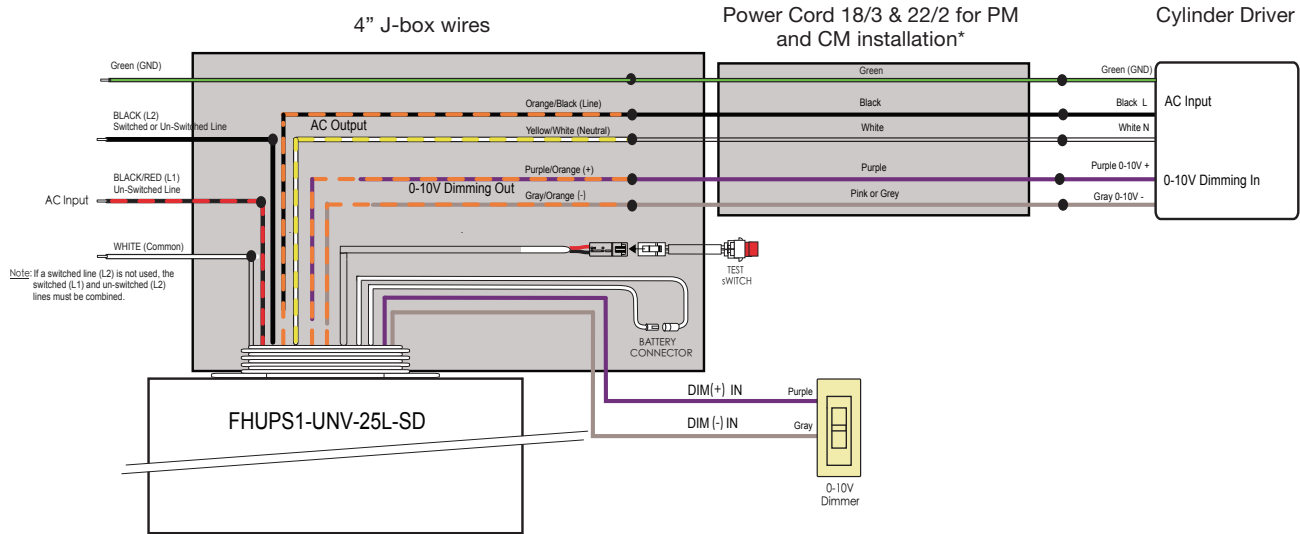 4” J-box wires
Power Cord 18/3 & 22/2 for PM
and CM installation*
Cylinder Driver
Green (GND)
Green
Green (GND)
BLACK (L2)
Switched or Un-Switched Line
Orange/Black (Line)
Black
Black L
AC Input
AC Output
Yellow/White (Neutral)
White
White N
BLACK/RED (L1)
Un-Switched Line
AC Input
Purple/Orange (+)
Purple
Purple 0-10V +
0-10V Dimming Out
0-10V Dimming In
Gray/Orange (-)
Pink or Grey
Gray 0-10V -
WHITE (Common)
Note: If a switched line (L2) is not used, the
switched (L1) and un-switched (L2)
lines must be combined.
TEST
sWITCH
BATTERY
CONNECTOR
FHUPS1-UNV-25L-SD
DIM(+) IN
Purple
DIM (-) IN
Gray
0-10V
Dimmer